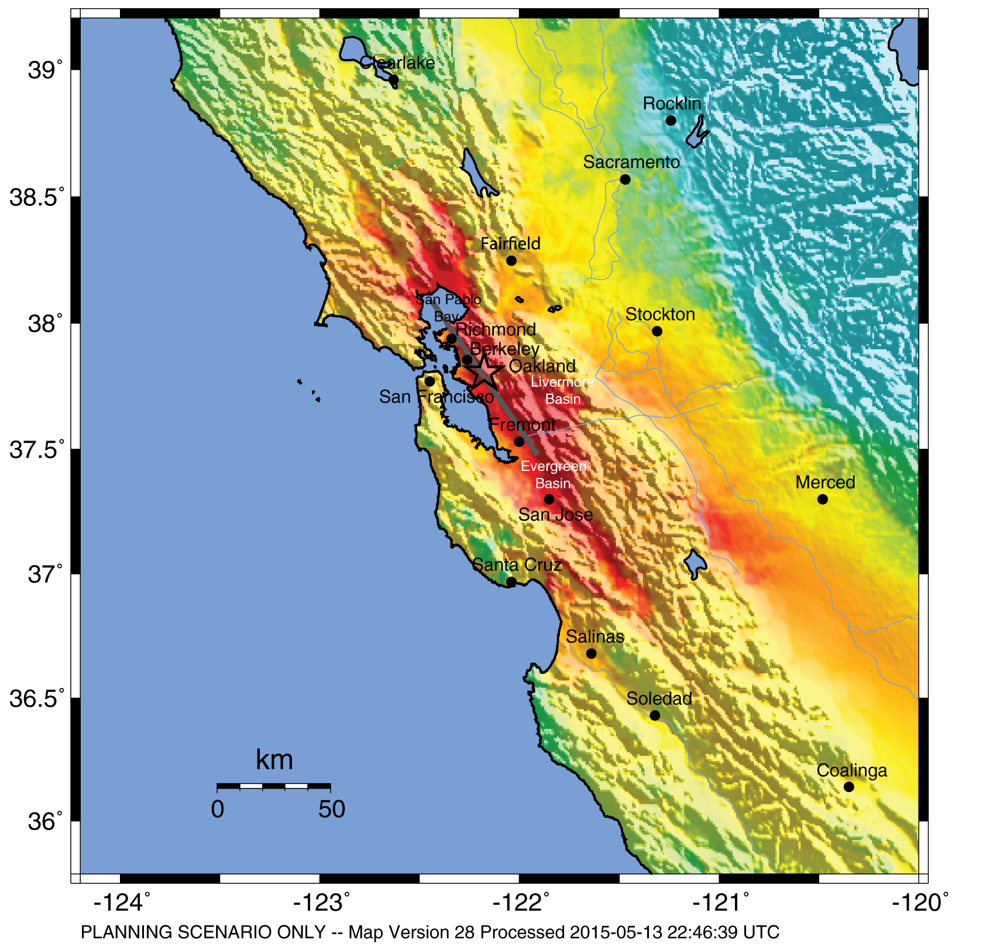 39°
38.5°
38°
37.5°
37°
36.5°
36°
Clearlake
Rocklin
Sacramento
Fairfield
San Pablo
Bay
Stockton
Richmond
Berkeley
Oakland
Livermore
Basin
San Francisco
Fremont
Evergreen
Basin
Merced
San Jose
Santa Cruz
Salinas
Soledad
Coalinga
km
0 50
-124° -123° -122° -121° -120°
PLANNING SCENARIO ONLY -- Map Version 28 Processed 2015-05-13 22:46:39 UTC